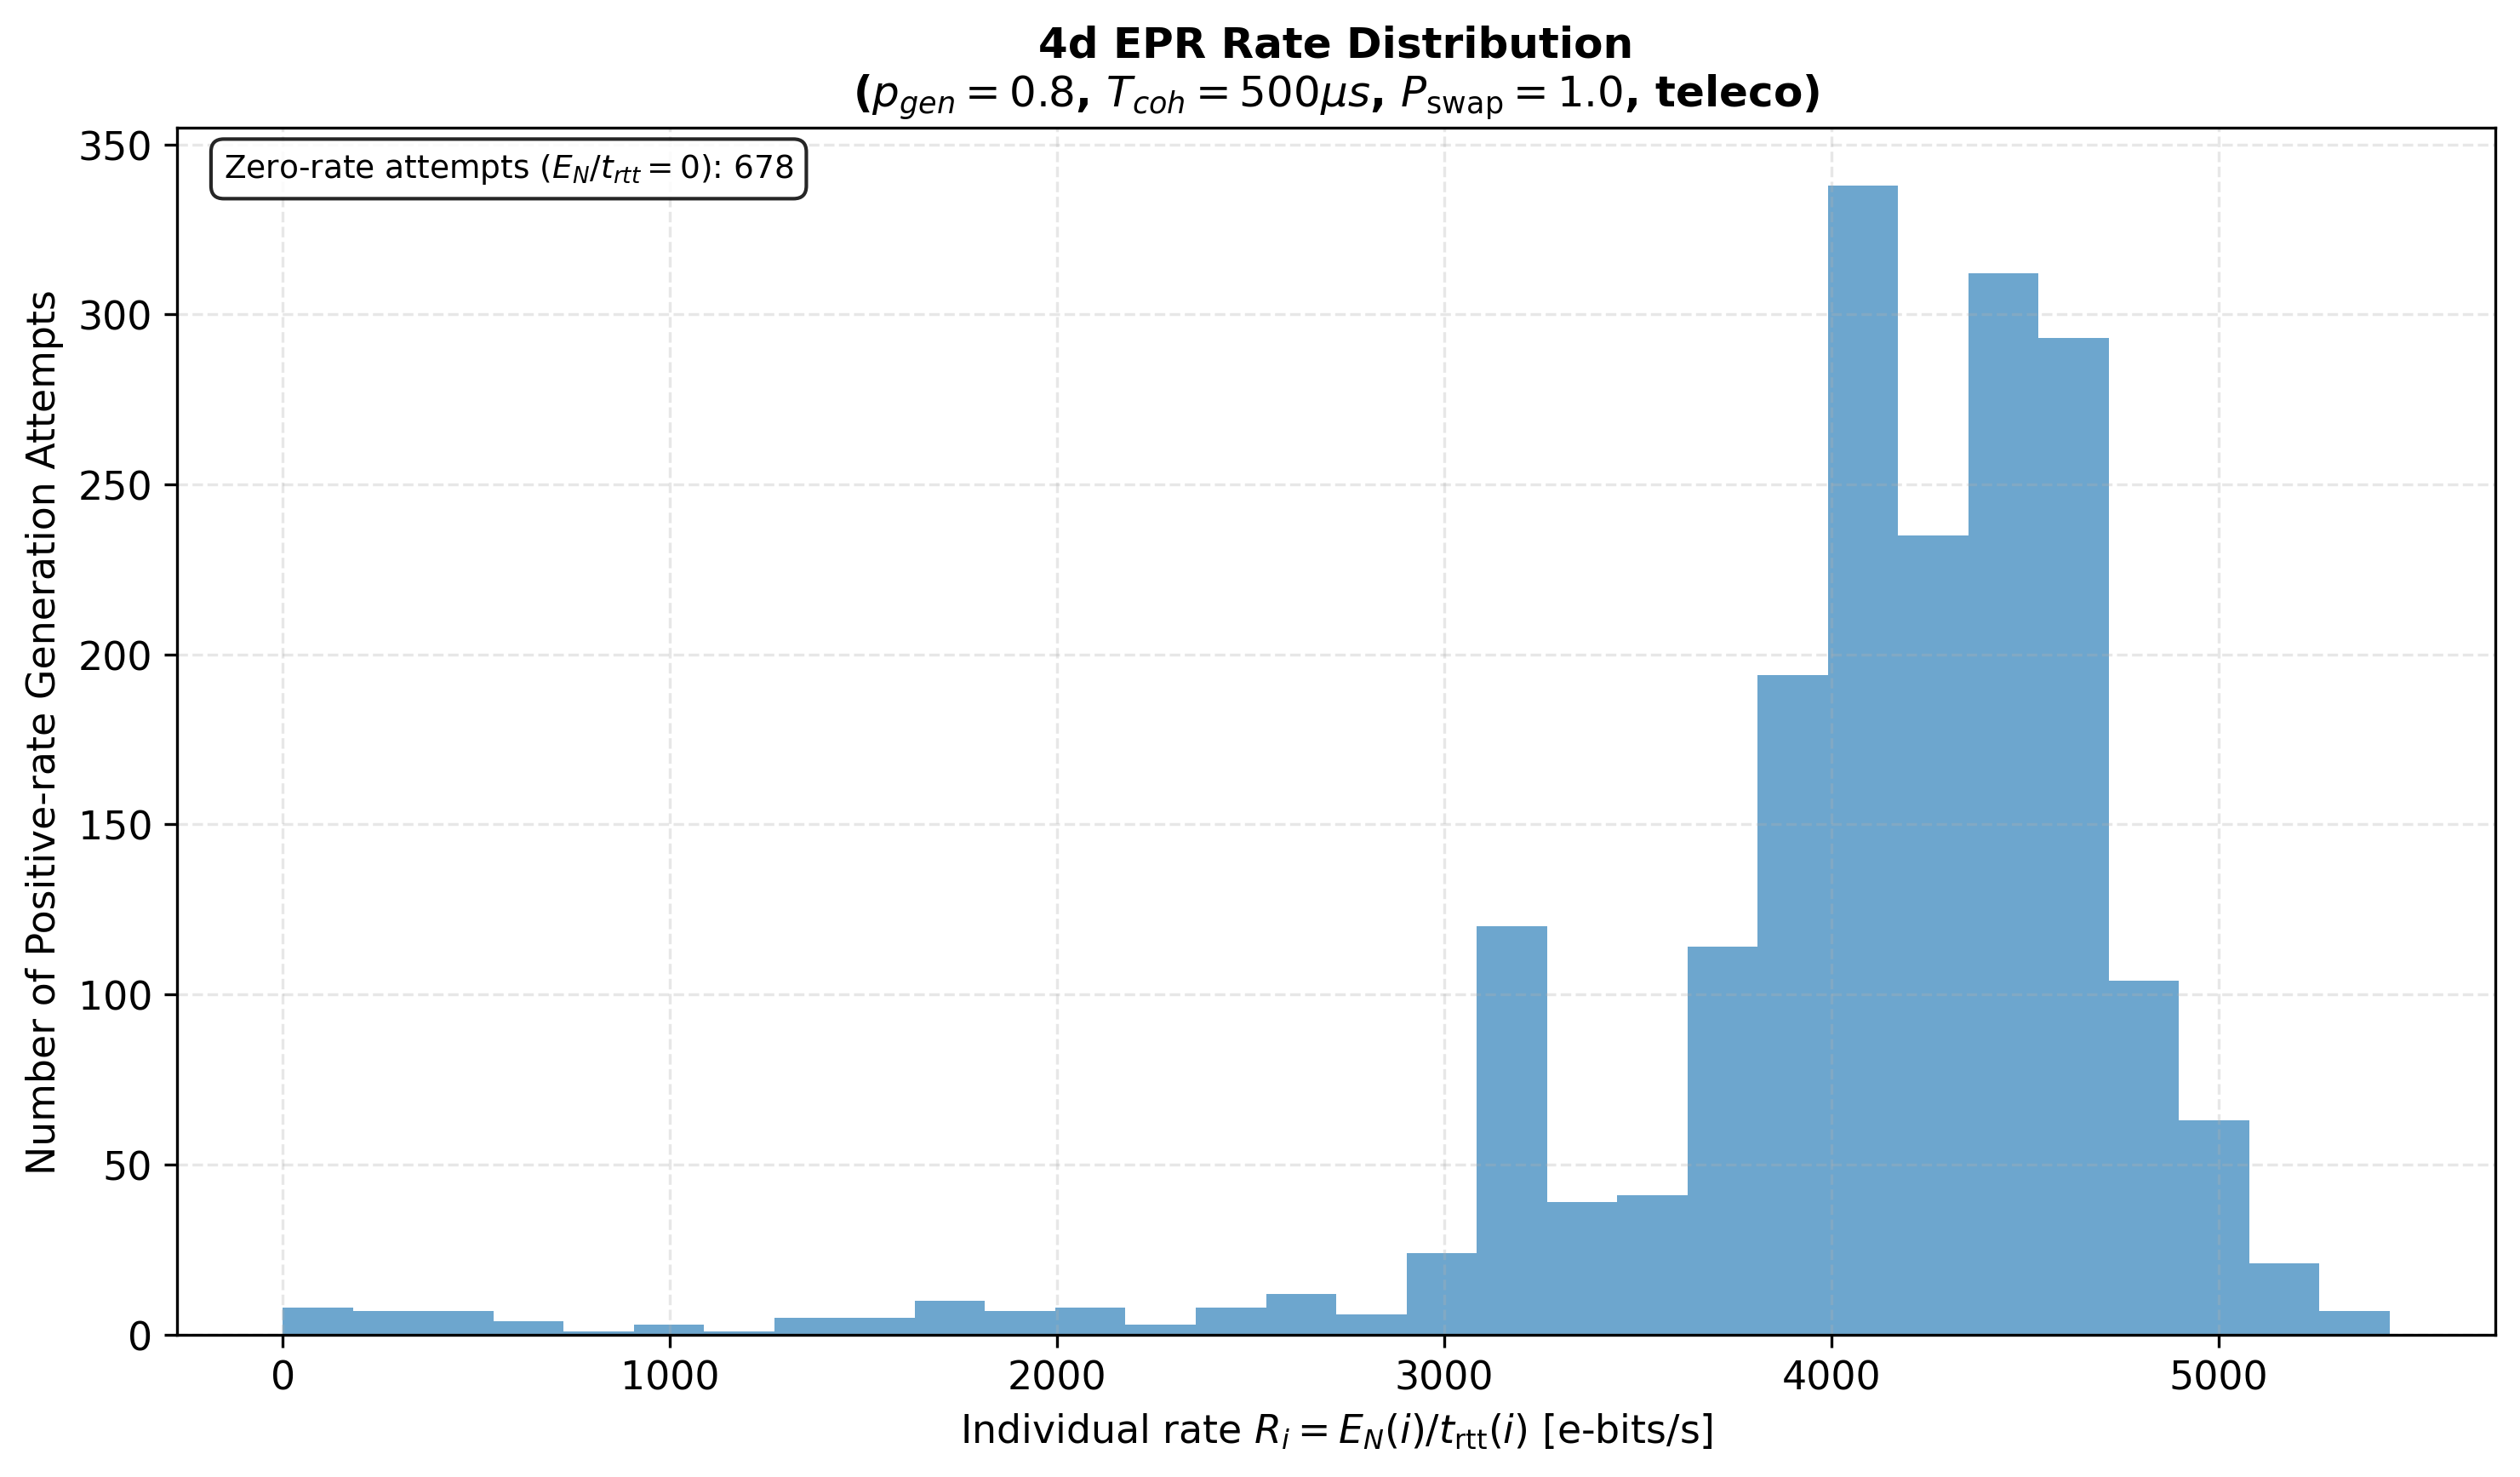 4d EPR Rate Distribution
(p_gen = 0.8, T_coh = 500μs, P_swap = 1.0, teleco)
Zero-rate attempts (E_N/t_rtt = 0): 678
Number of Positive-rate Generation Attempts
350
300
250
200
150
100
50
0
0 1000 2000 3000 4000 5000
Individual rate R_i = E_N(i)/t_rtt(i) [e-bits/s]